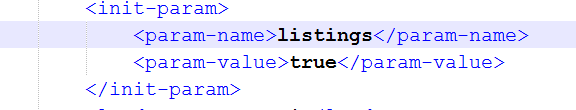 <init-param>
<param-name>listings</param-name>
<param-value>true</param-value>
</init-param>